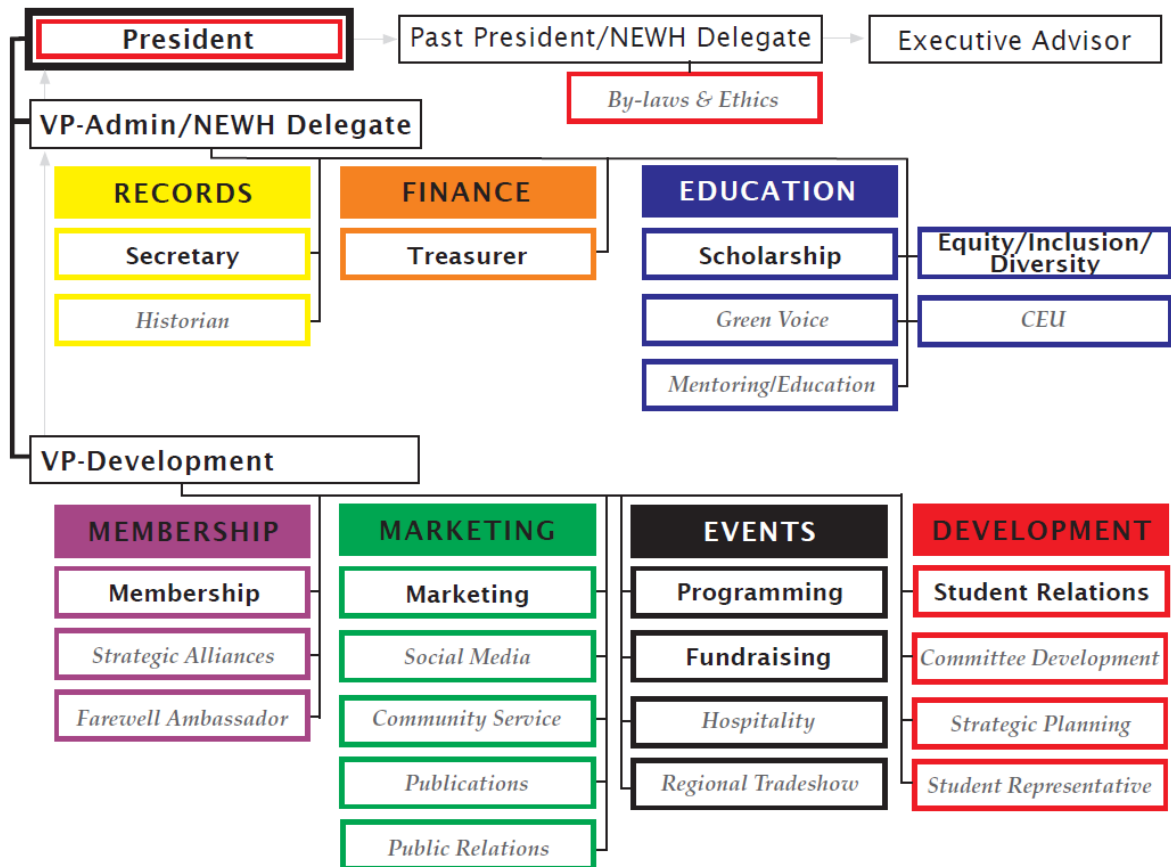 President
Past President/NEWH Delegate
Executive Advisor
By-laws & Ethics
VP-Admin/NEWH Delegate
RECORDS
FINANCE
EDUCATION
Secretary
Treasurer
Scholarship
Equity/Inclusion/
Diversity
Historian
Green Voice
CEU
Mentoring/Education
VP-Development
MEMBERSHIP
MARKETING
EVENTS
DEVELOPMENT
Membership
Marketing
Programming
Student Relations
Strategic Alliances
Social Media
Fundraising
Committee Development
Farewell Ambassador
Community Service
Hospitality
Strategic Planning
Publications
Regional Tradeshow
Student Representative
Public Relations